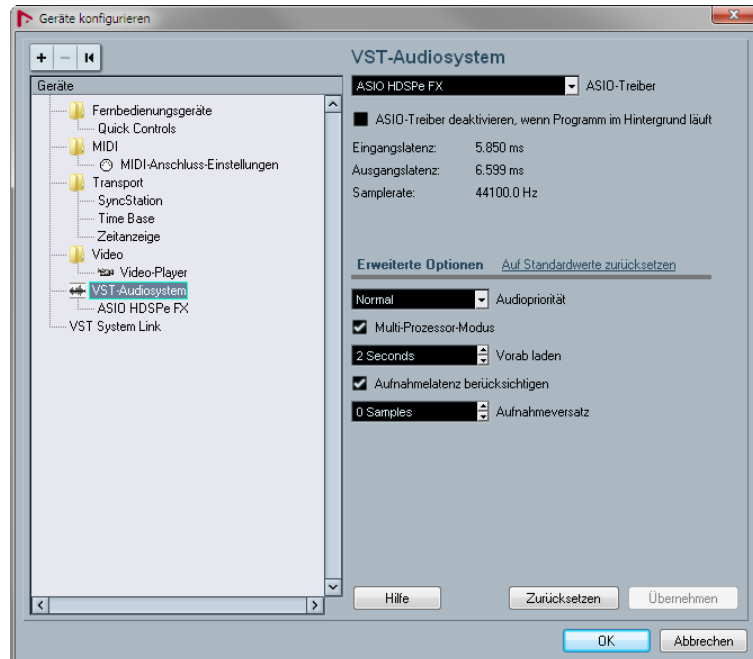 Geräte konfigurieren
Geräte
Fernbedienungsgeräte
Quick Controls
MIDI
MIDI-Anschluss-Einstellungen
Transport
SyncStation
Time Base
Zeitanzeige
Video
Video-Player
VST-Audiosystem
ASIO HDSPe FX
VST System Link
VST-Audiosystem
ASIO HDSPe FX ASIO-Treiber
ASIO-Treiber deaktivieren, wenn Programm im Hintergrund läuft
Eingangslatenz: 5.850 ms
Ausgangslatenz: 6.599 ms
Samplerate: 44100.0 Hz
Erweiterte Optionen Auf Standardwerte zurücksetzen
Normal Audiopriorität
Multi-Prozessor-Modus
2 Seconds Vorab laden
Aufnahmelatenz berücksichtigen
0 Samples Aufnahmeversatz
Hilfe Zurücksetzen Übernehmen
OK Abbrechen